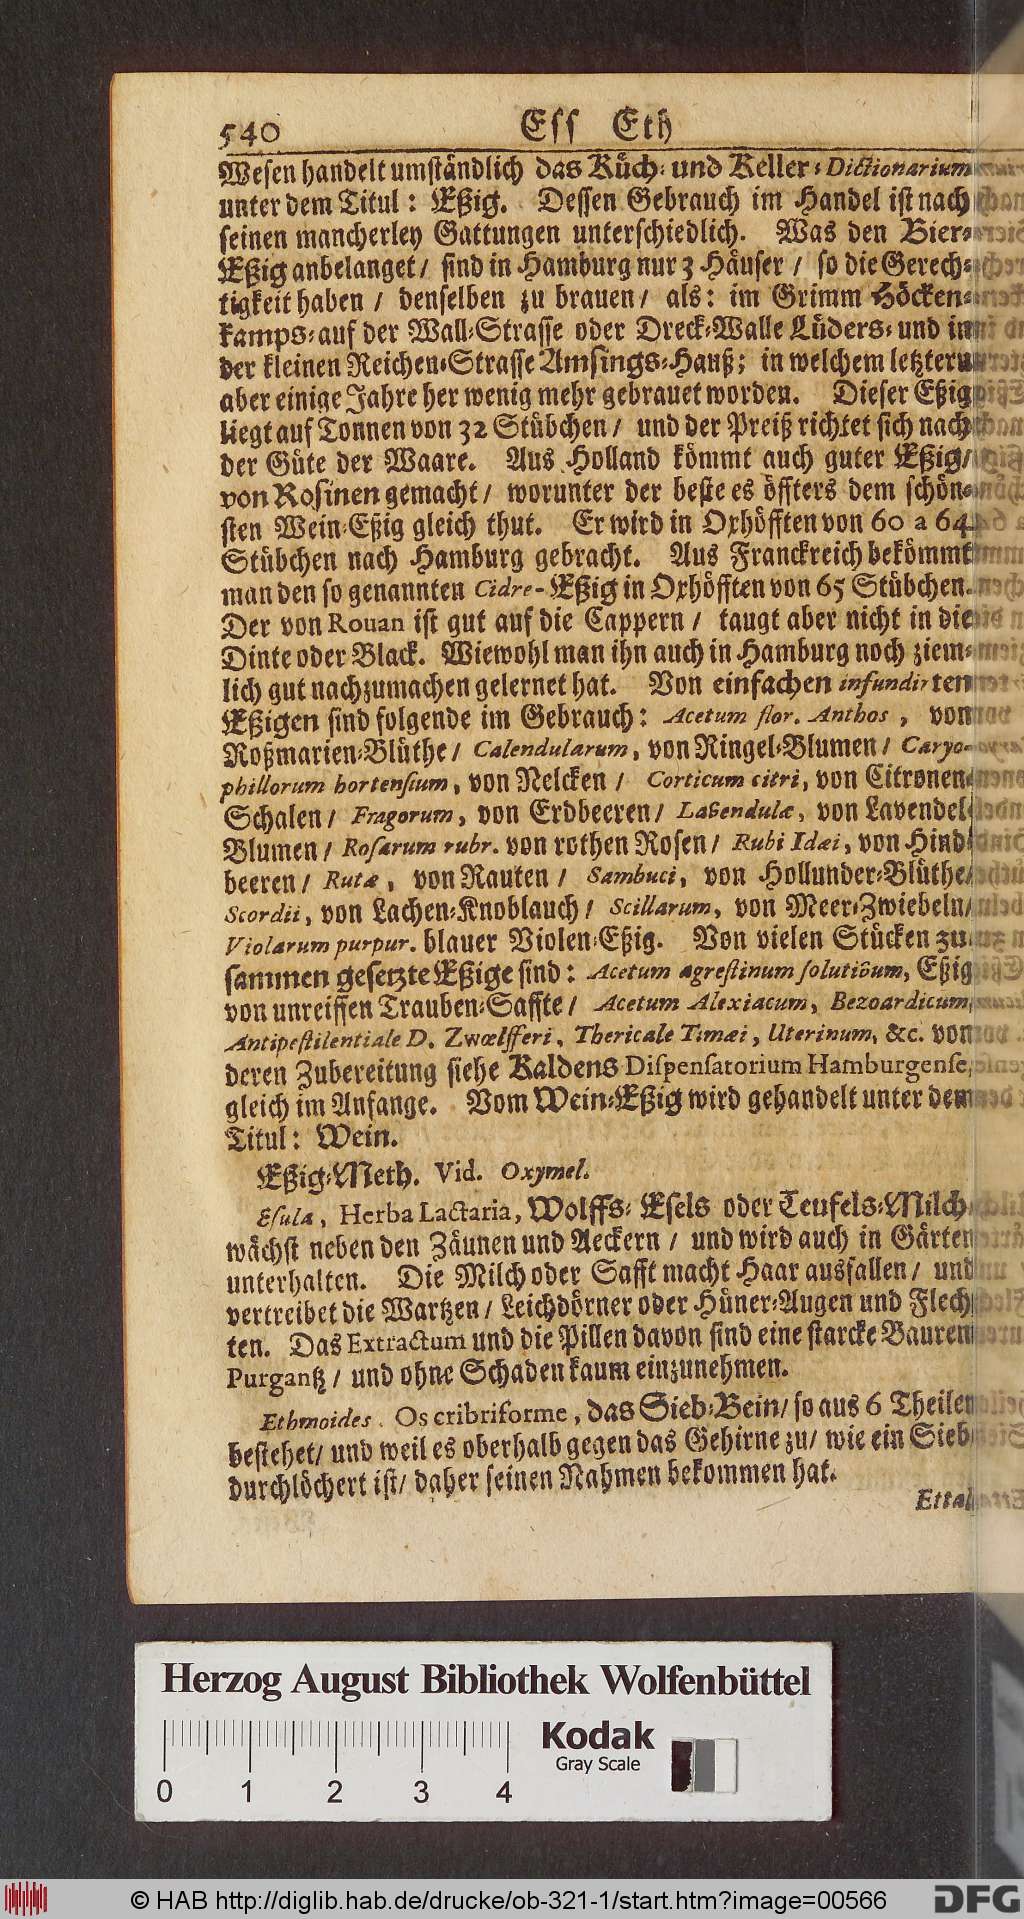 540 Ess Eth
Wesen handelt umständlich das Küch- und Keller-Dictionarium
unter dem Titul: Eßig. Dessen Gebrauch im Handel ist nach
seinen mancherley Gattungen unterschiedlich. Was den Bier-
Eßig anbelanget/ sind in Hamburg nur 3 Häuser/ so die Gerech-
tigkeit haben/ denselben zu brauen/ als: im Grimm Höcken-
kamps- auf der Wall-Strasse oder Dreck-Walle Lüders- und in
der kleinen Reichen-Strasse Amsings-Hauß; in welchem letztern
aber einige Jahre her wenig mehr gebrauet worden. Dieser Eßig
liegt auf Tonnen von 32 Stübchen/ und der Preiß richtet sich nach
der Güte der Waare. Aus Holland kömmt auch guter Eßig/
von Rosinen gemacht/ worunter der beste es öffters dem schön-
sten Wein-Eßig gleich thut. Er wird in Oxhöfften von 60 a 64
Stübchen nach Hamburg gebracht. Aus Franckreich bekömmt
man den so genannten Cidre-Eßig in Oxhöfften von 65 Stübchen.
Der von Rouan ist gut auf die Cappern/ taugt aber nicht in die
Dinte oder Black. Wiewohl man ihn auch in Hamburg noch ziem-
lich gut nachzumachen gelernet hat. Von einfachen infundirten
Eßigen sind folgende im Gebrauch: Acetum flor. Anthos, von
Roßmarien-Blüthe/ Calendularum, von Ringel-Blumen/ Caryo-
phillorum hortensium, von Nelcken/ Corticum citri, von Citronen-
Schalen/ Fragorum, von Erdbeeren/ Lavendulæ, von Lavendel-
Blumen/ Rosarum rubr. von rothen Rosen/ Rubi Idæi, von Hind-
beeren/ Rutæ, von Rauten/ Sambuci, von Hollunder-Blüthe/
Scordii, von Lachen-Knoblauch/ Scillarum, von Meer-Zwiebeln/
Violarum purpur. blauer Violen-Eßig. Von vielen Stücken zu-
sammen gesetzte Eßige sind: Acetum agrestinum solutivum, Eßig
von unreiffen Trauben-Saffte/ Acetum Alexiacum, Bezoardicum,
Antipestilentiale D. Zwœlfferi, Thericale Timæi, Uterinum, &c. von
deren Zubereitung siehe Baldens Dispensatorium Hamburgense,
gleich im Anfange. Vom Wein-Eßig wird gehandelt unter dem
Titul: Wein.
Eßig-Meth. Vid. Oxymel.
Esula, Herba Lactaria, Wolffs- Esels oder Teufels-Milch
wächst neben den Zäunen und Aeckern/ und wird auch in Gärten
unterhalten. Die Milch oder Safft macht Haar ausfallen/ und
vertreibet die Wartzen/ Leichdörner oder Hüner-Augen und Flech-
ten. Das Extractum und die Pillen davon sind eine starcke Bauren
Purgantz/ und ohne Schaden kaum einzunehmen.
Ethmoides. Os cribriforme, das Sieb-Bein/ so aus 6 Theilen
bestehet/ und weil es oberhalb gegen das Gehirne zu/ wie ein Sieb
durchlöchert ist/ daher seinen Nahmen bekommen hat.
Ettal
Herzog August Bibliothek Wolfenbüttel
0 1 2 3 4
Kodak
Gray Scale
© HAB http://diglib.hab.de/drucke/ob-321-1/start.htm?image=00566
DFG